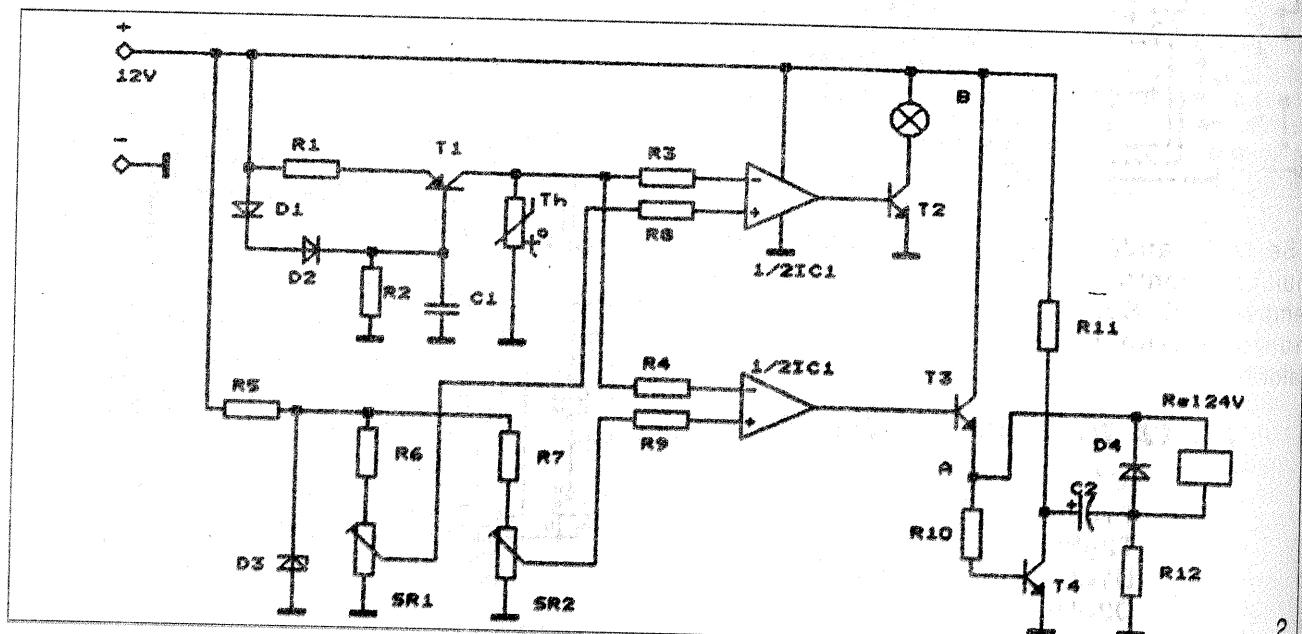 +
12V
-
R1
T1
D1
D2
R2
C1
Th
t°
R3
R8
-
+
1/2IC1
B
T2
R11
R5
R6
R7
D3
SR1
SR2
R4
R9
1/2IC1
-
+
T3
A
Re124V
D4
C2
+
R10
T4
R12
2